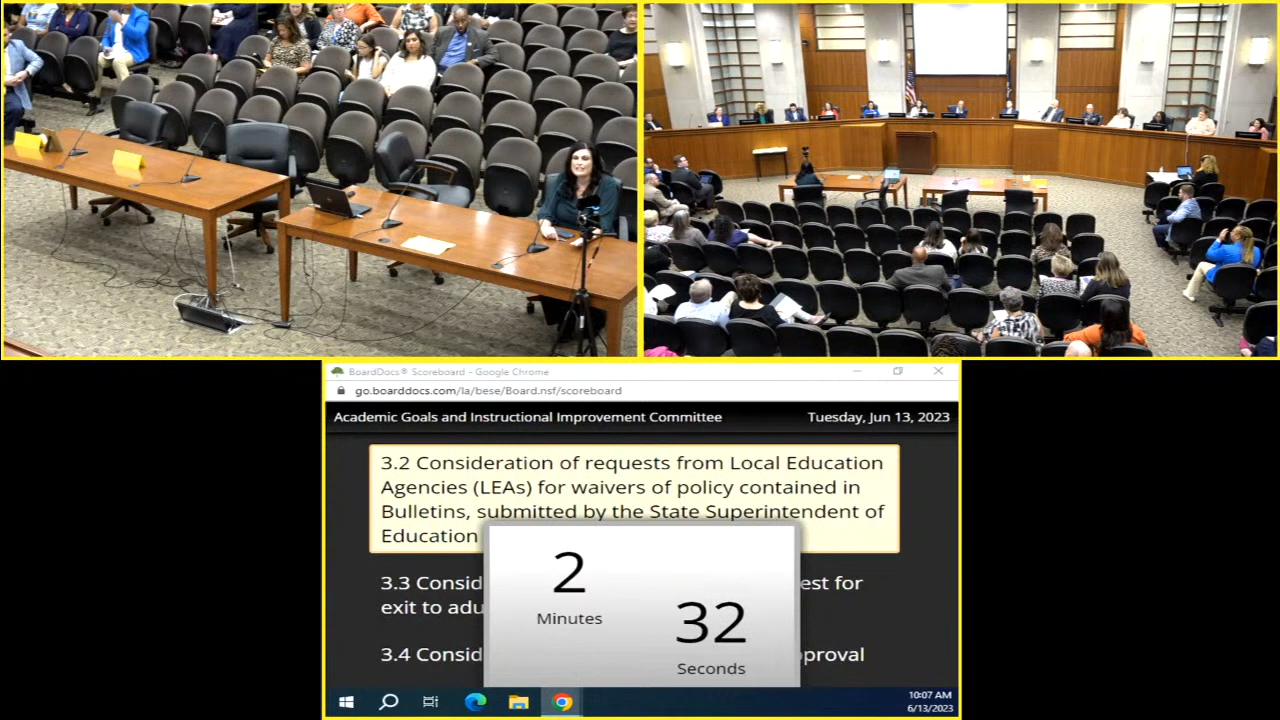 BoardDocs® Scoreboard - Google Chrome
go.boarddocs.com/la/bese/Board.nsf/scoreboard
Academic Goals and Instructional Improvement Committee
Tuesday, Jun 13, 2023
3.2 Consideration of requests from Local Education
Agencies (LEAs) for waivers of policy contained in
Bulletins, submitted by the State Superintendent of
Education
3.3 Consid
est for
exit to adu
3.4 Consid
proval
2
Minutes
32
Seconds
10:07 AM
6/13/2023